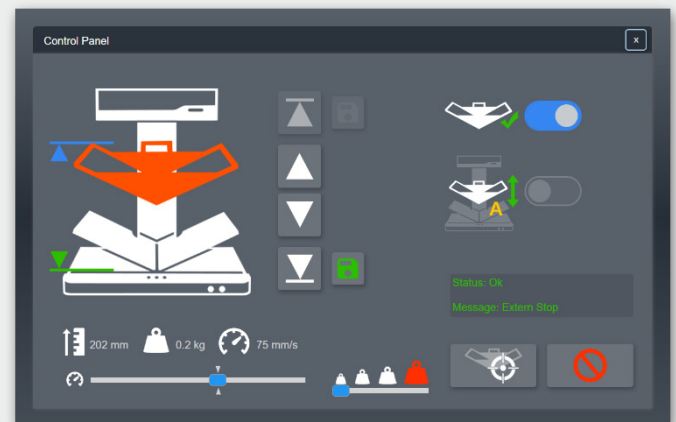 Control Panel
x
A
Status: Ok
Message: Extern Stop
202 mm
0.2 kg
75 mm/s